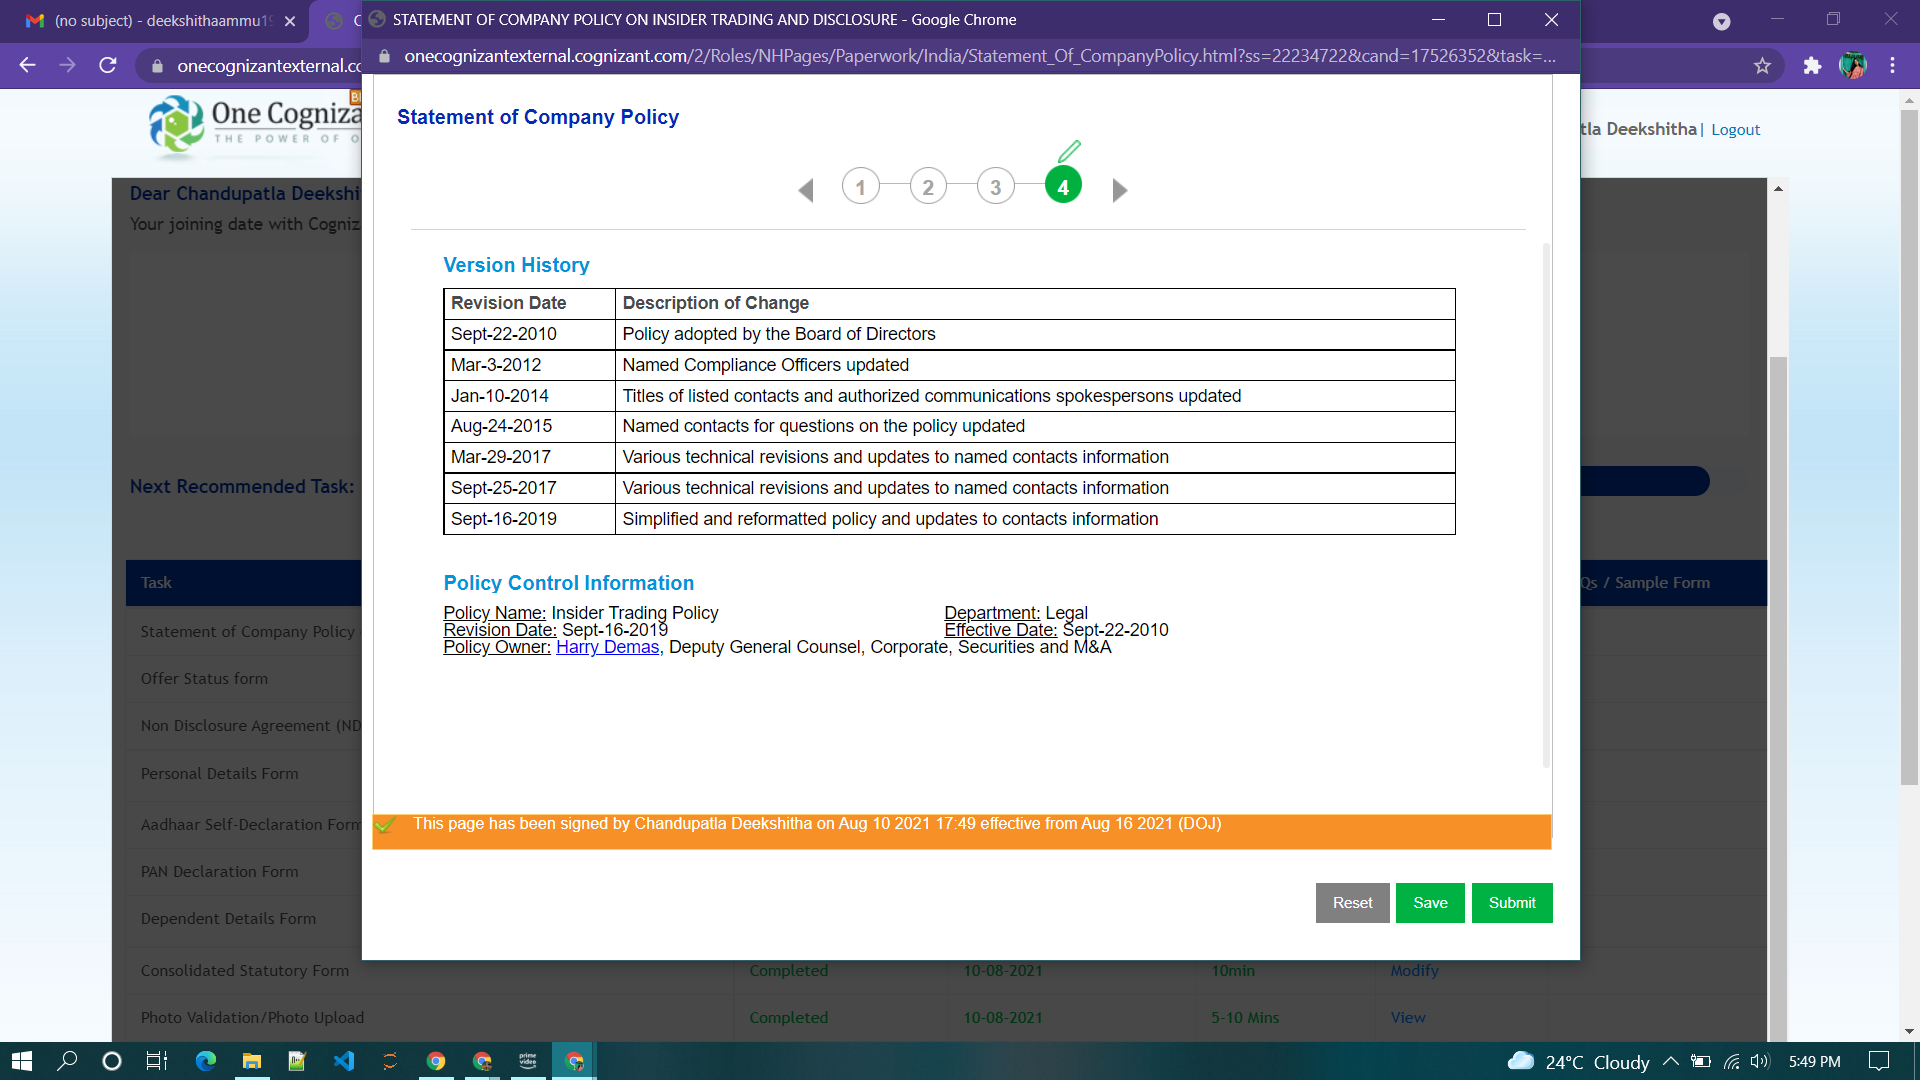 (no subject) - deekshithaammu19
STATEMENT OF COMPANY POLICY ON INSIDER TRADING AND DISCLOSURE - Google Chrome
onecognizantexternal.co
onecognizantexternal.cognizant.com/2/Roles/NHPages/Paperwork/India/Statement_Of_CompanyPolicy.html?ss=22234722&cand=17526352&task=...
One Cogniza
THE POWER OF O
tla Deekshitha| Logout
Statement of Company Policy
1 2 3 4
Dear Chandupatla Deekshi
Your joining date with Cogniz
Version History
Revision Date Description of Change
Sept-22-2010 Policy adopted by the Board of Directors
Mar-3-2012 Named Compliance Officers updated
Jan-10-2014 Titles of listed contacts and authorized communications spokespersons updated
Aug-24-2015 Named contacts for questions on the policy updated
Mar-29-2017 Various technical revisions and updates to named contacts information
Sept-25-2017 Various technical revisions and updates to named contacts information
Sept-16-2019 Simplified and reformatted policy and updates to contacts information
Next Recommended Task:
Policy Control Information
Policy Name: Insider Trading Policy Department: Legal
Revision Date: Sept-16-2019 Effective Date: Sept-22-2010
Policy Owner: Harry Demas, Deputy General Counsel, Corporate, Securities and M&A
Task Qs / Sample Form
Statement of Company Policy
Offer Status form
Non Disclosure Agreement (ND
Personal Details Form
Aadhaar Self-Declaration Form
This page has been signed by Chandupatla Deekshitha on Aug 10 2021 17:49 effective from Aug 16 2021 (DOJ)
PAN Declaration Form
Reset Save Submit
Dependent Details Form
Consolidated Statutory Form Completed 10-08-2021 10min Modify
Photo Validation/Photo Upload Completed 10-08-2021 5-10 Mins View
prime video
24°C Cloudy 5:49 PM